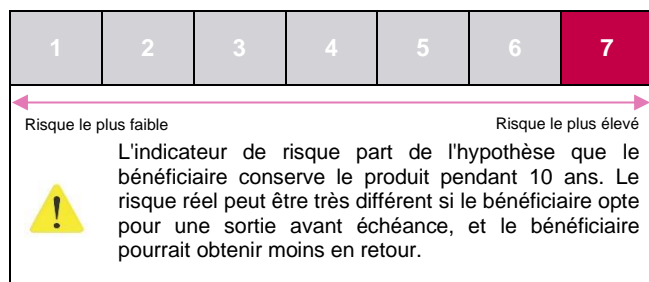 1 2 3 4 5 6 7
Risque le plus faible Risque le plus élevé
L'indicateur de risque part de l'hypothèse que le
bénéficiaire conserve le produit pendant 10 ans. Le
risque réel peut être très différent si le bénéficiaire opte
pour une sortie avant échéance, et le bénéficiaire
pourrait obtenir moins en retour.